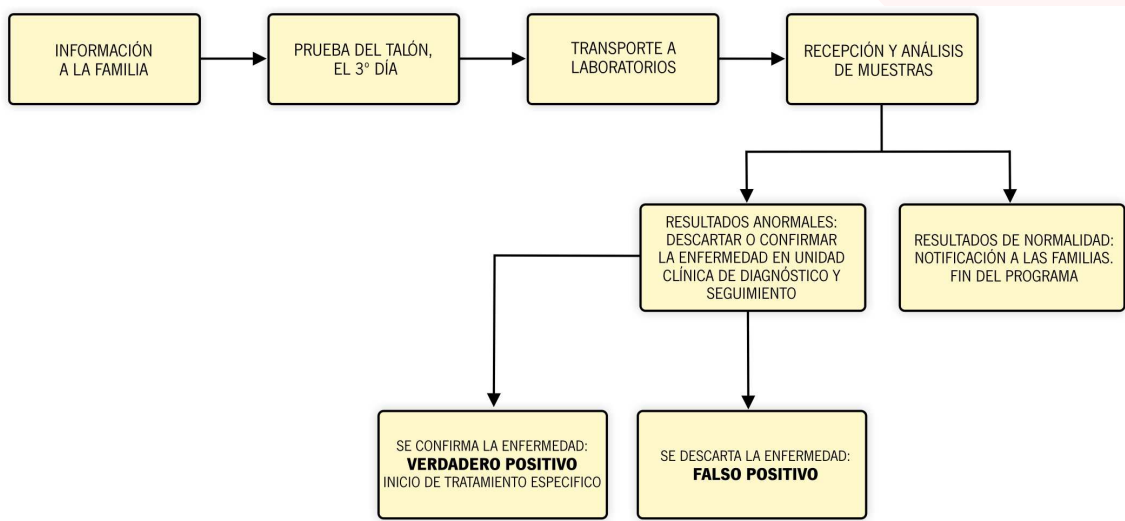 INFORMACIÓN
A LA FAMILIA
PRUEBA DEL TALÓN,
EL 3º DÍA
TRANSPORTE A
LABORATORIOS
RECEPCIÓN Y ANÁLISIS
DE MUESTRAS
RESULTADOS ANORMALES:
DESCARTAR O CONFIRMAR
LA ENFERMEDAD EN UNIDAD
CLÍNICA DE DIAGNÓSTICO Y
SEGUIMIENTO
RESULTADOS DE NORMALIDAD:
NOTIFICACIÓN A LAS FAMILIAS.
FIN DEL PROGRAMA
SE CONFIRMA LA ENFERMEDAD:
VERDADERO POSITIVO
INICIO DE TRATAMIENTO ESPECIFICO
SE DESCARTA LA ENFERMEDAD:
FALSO POSITIVO